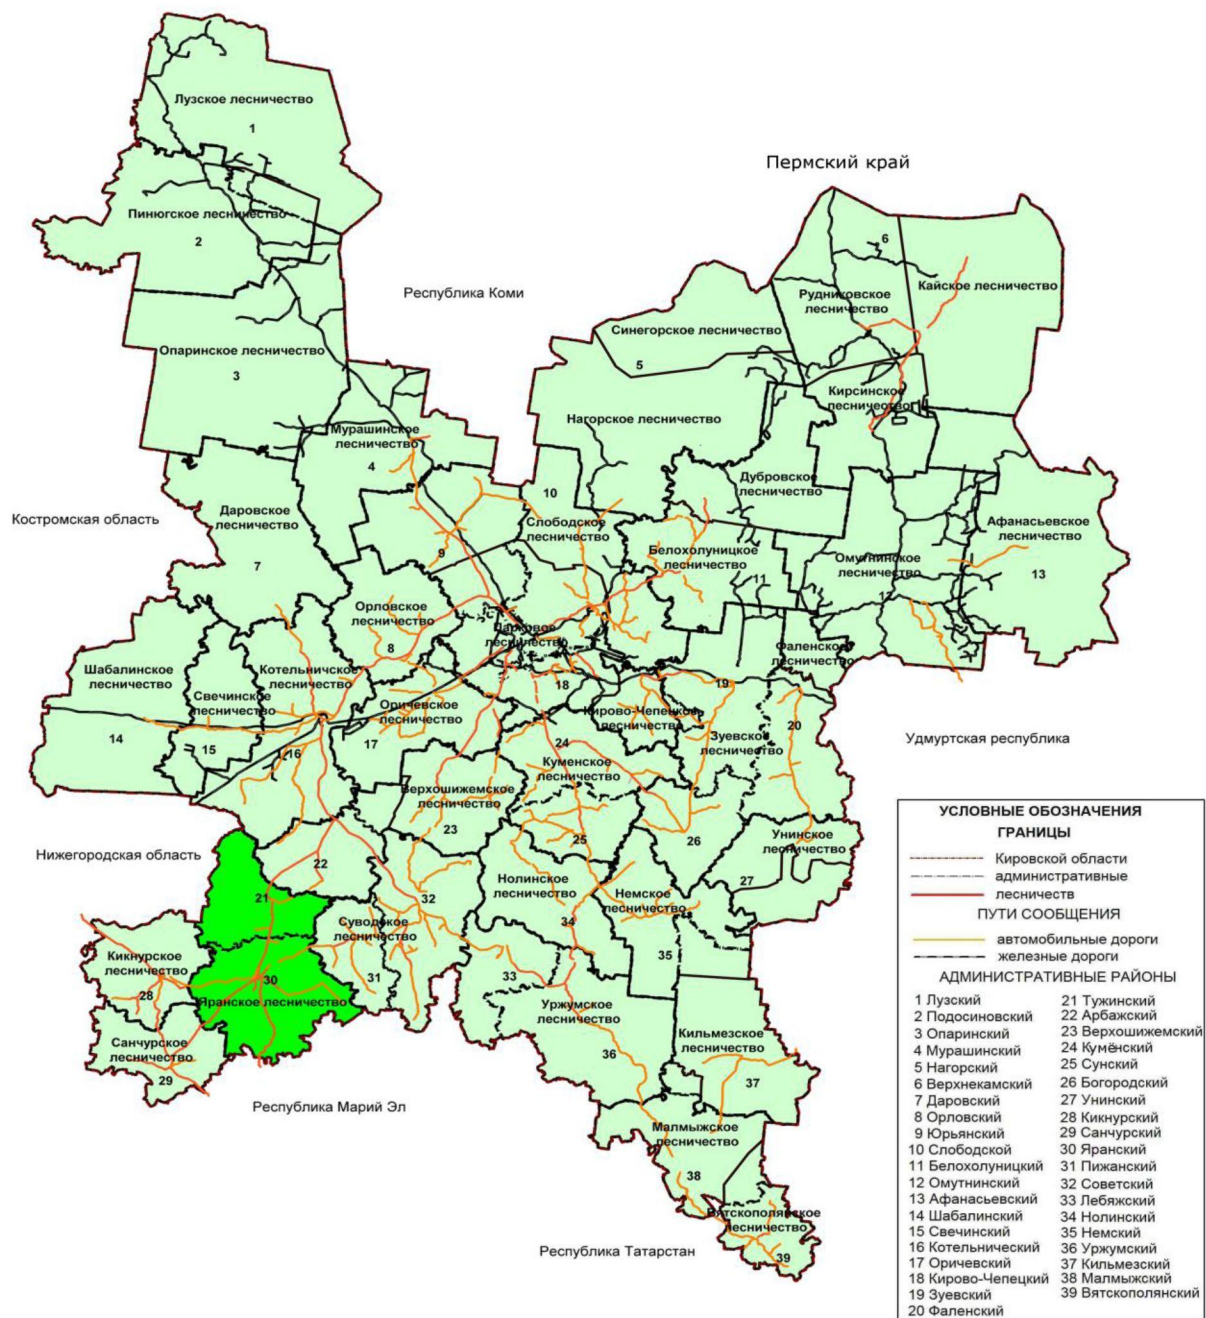 Лузское лесничество
1
Пермский край
Пинюгское лесничество
2
6
Республика Коми
Рудниковское
лесничество
Кайское лесничество
Синегорское лесничество
5
Опаринское лесничество
3
Кирсинское
лесничество
Нагорское лесничество
Мурашинское
лесничество
4
Дубровское
лесничество
10
Костромская область
Даровское
лесничество
7
Слободское
лесничество
9
Белохолуницкое
лесничество
11
Омутнинское
лесничество
12
Афанасьевское
лесничество
13
Орловское
лесничество
8
Парковое
лесничество
Фаленское
лесничество
Шабалинское
лесничество
14
Свечинское
лесничество
15
Котельничское
лесничество
16
Оричевское
лесничество
17
18
Кирово-Чепецкое
лесничество
19
20
Зуевское
лесничество
Удмуртская республика
24
Куменское
лесничество
Верхошижемское
лесничество
23
25
26
Унинское
лесничество
27
Нижегородская область
22
21
32
Нолинское
лесничество
34
Немское
лесничество
35
Суводское
лесничество
31
Кикнурское
лесничество
28
30
Яранское лесничество
33
Уржумское
лесничество
36
Санчурское
лесничество
29
Кильмезское
лесничество
37
Республика Марий Эл
Малмыжское
лесничество
38
Вятскополянское
лесничество
39
Республика Татарстан
УСЛОВНЫЕ ОБОЗНАЧЕНИЯ
ГРАНИЦЫ
Кировской области
административные
лесничеств
ПУТИ СООБЩЕНИЯ
автомобильные дороги
железные дороги
АДМИНИСТРАТИВНЫЕ РАЙОНЫ
1 Лузский
2 Подосиновский
3 Опаринский
4 Мурашинский
5 Нагорский
6 Верхнекамский
7 Даровский
8 Орловский
9 Юрьянский
10 Слободской
11 Белохолуницкий
12 Омутнинский
13 Афанасьевский
14 Шабалинский
15 Свечинский
16 Котельнический
17 Оричевский
18 Кирово-Чепецкий
19 Зуевский
20 Фаленский
21 Тужинский
22 Арбажский
23 Верхошижемский
24 Кумёнский
25 Сунский
26 Богородский
27 Унинский
28 Кикнурский
29 Санчурский
30 Яранский
31 Пижанский
32 Советский
33 Лебяжский
34 Нолинский
35 Немский
36 Уржумский
37 Кильмезский
38 Малмыжский
39 Вятскополянский